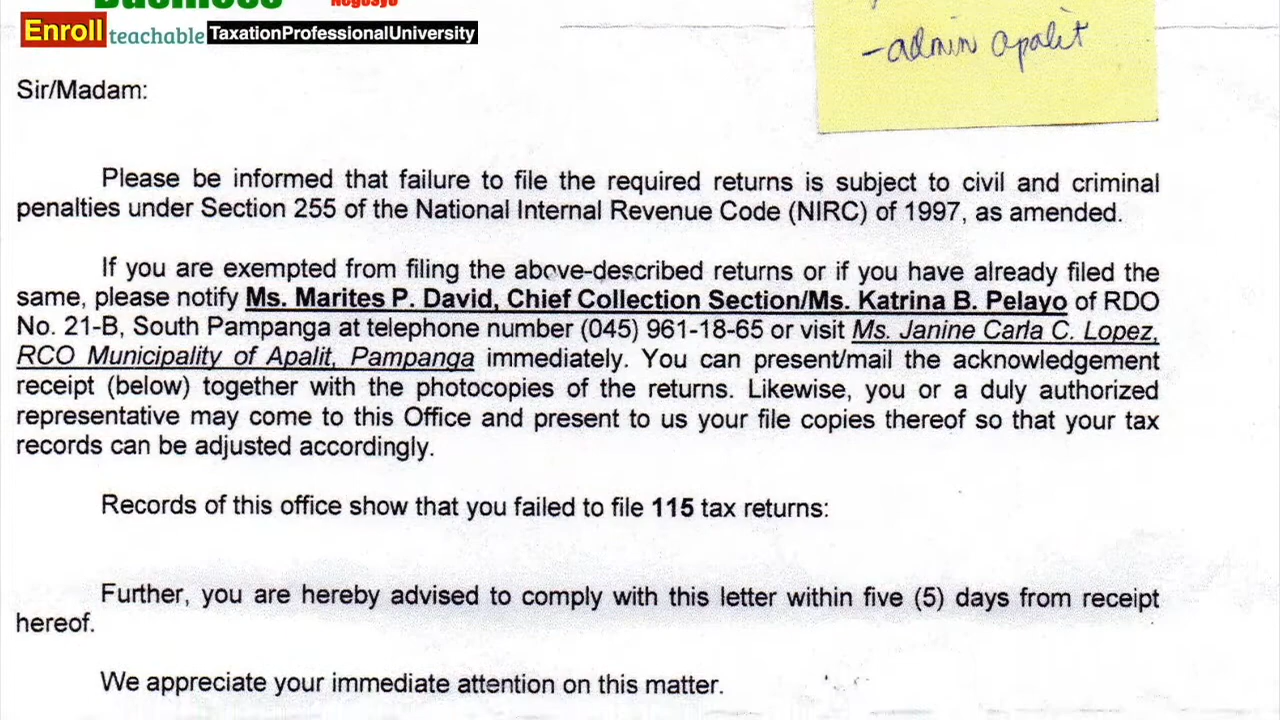 Enroll teachable TaxationProfessionalUniversity
-admin apalit
Sir/Madam:
Please be informed that failure to file the required returns is subject to civil and criminal
penalties under Section 255 of the National Internal Revenue Code (NIRC) of 1997, as amended.
If you are exempted from filing the above-described returns or if you have already filed the
same, please notify Ms. Marites P. David, Chief Collection Section/Ms. Katrina B. Pelayo of RDO
No. 21-B, South Pampanga at telephone number (045) 961-18-65 or visit Ms. Janine Carla C. Lopez,
RCO Municipality of Apalit, Pampanga immediately. You can present/mail the acknowledgement
receipt (below) together with the photocopies of the returns. Likewise, you or a duly authorized
representative may come to this Office and present to us your file copies thereof so that your tax
records can be adjusted accordingly.
Records of this office show that you failed to file 115 tax returns:
Further, you are hereby advised to comply with this letter within five (5) days from receipt
hereof.
We appreciate your immediate attention on this matter.